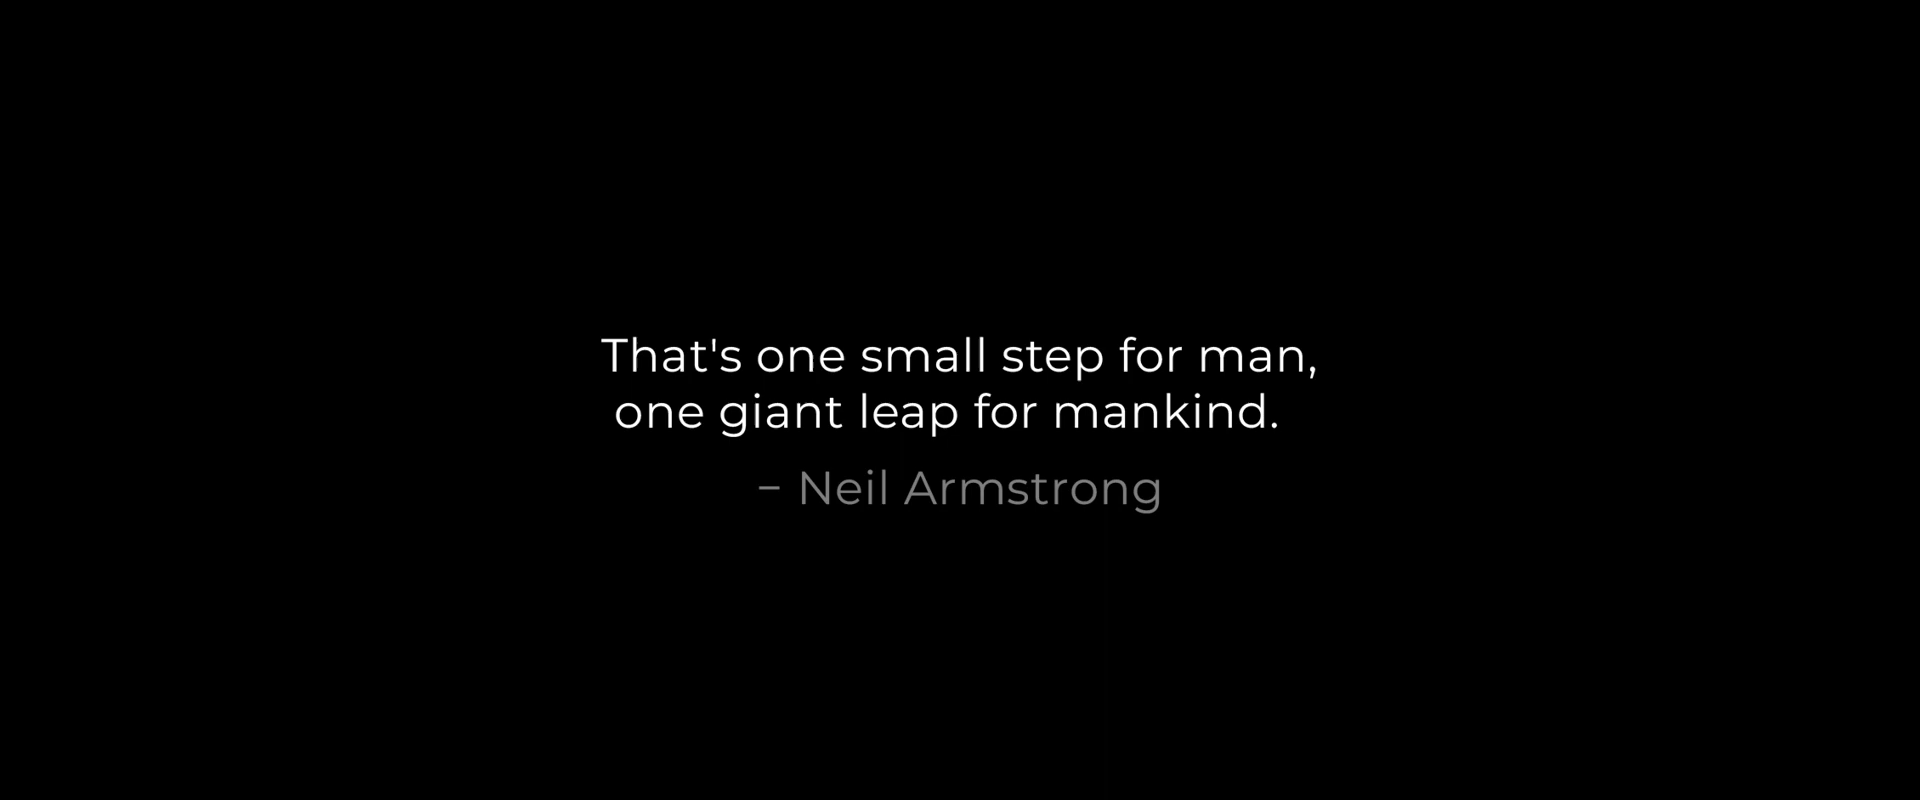 That's one small step for man,
one giant leap for mankind.
– Neil Armstrong